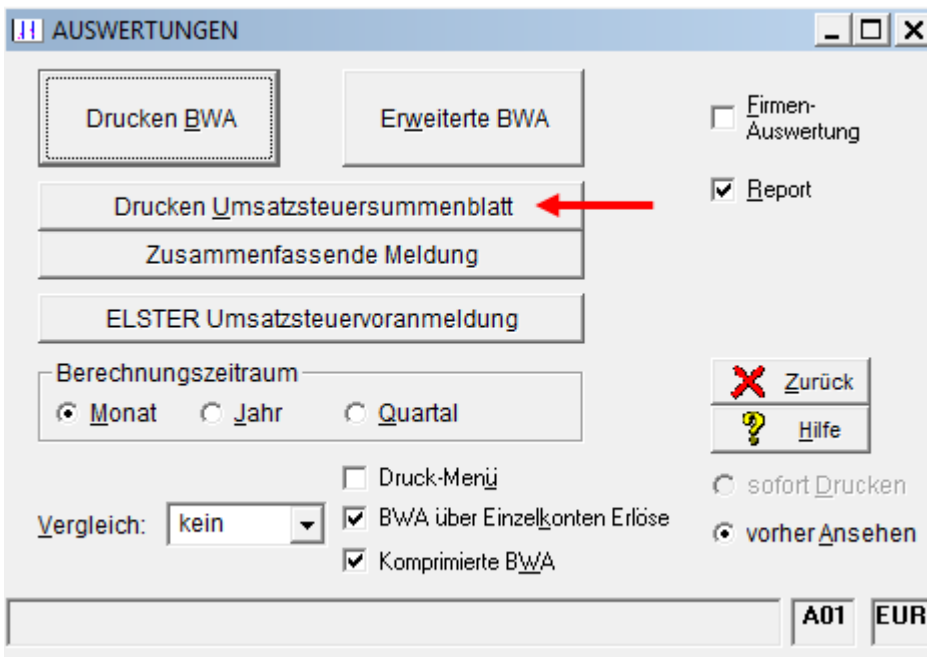 AUSWERTUNGEN
Drucken BWA
Erweiterte BWA
Firmen-
Auswertung
Report
Drucken Umsatzsteuersummenblatt
Zusammenfassende Meldung
ELSTER Umsatzsteuervoranmeldung
Berechnungszeitraum
Monat Jahr Quartal
Zurück
Hilfe
Druck-Menü
sofort Drucken
Vergleich: kein
BWA über Einzelkonten Erlöse
vorher Ansehen
Komprimierte BWA
A01 EUR